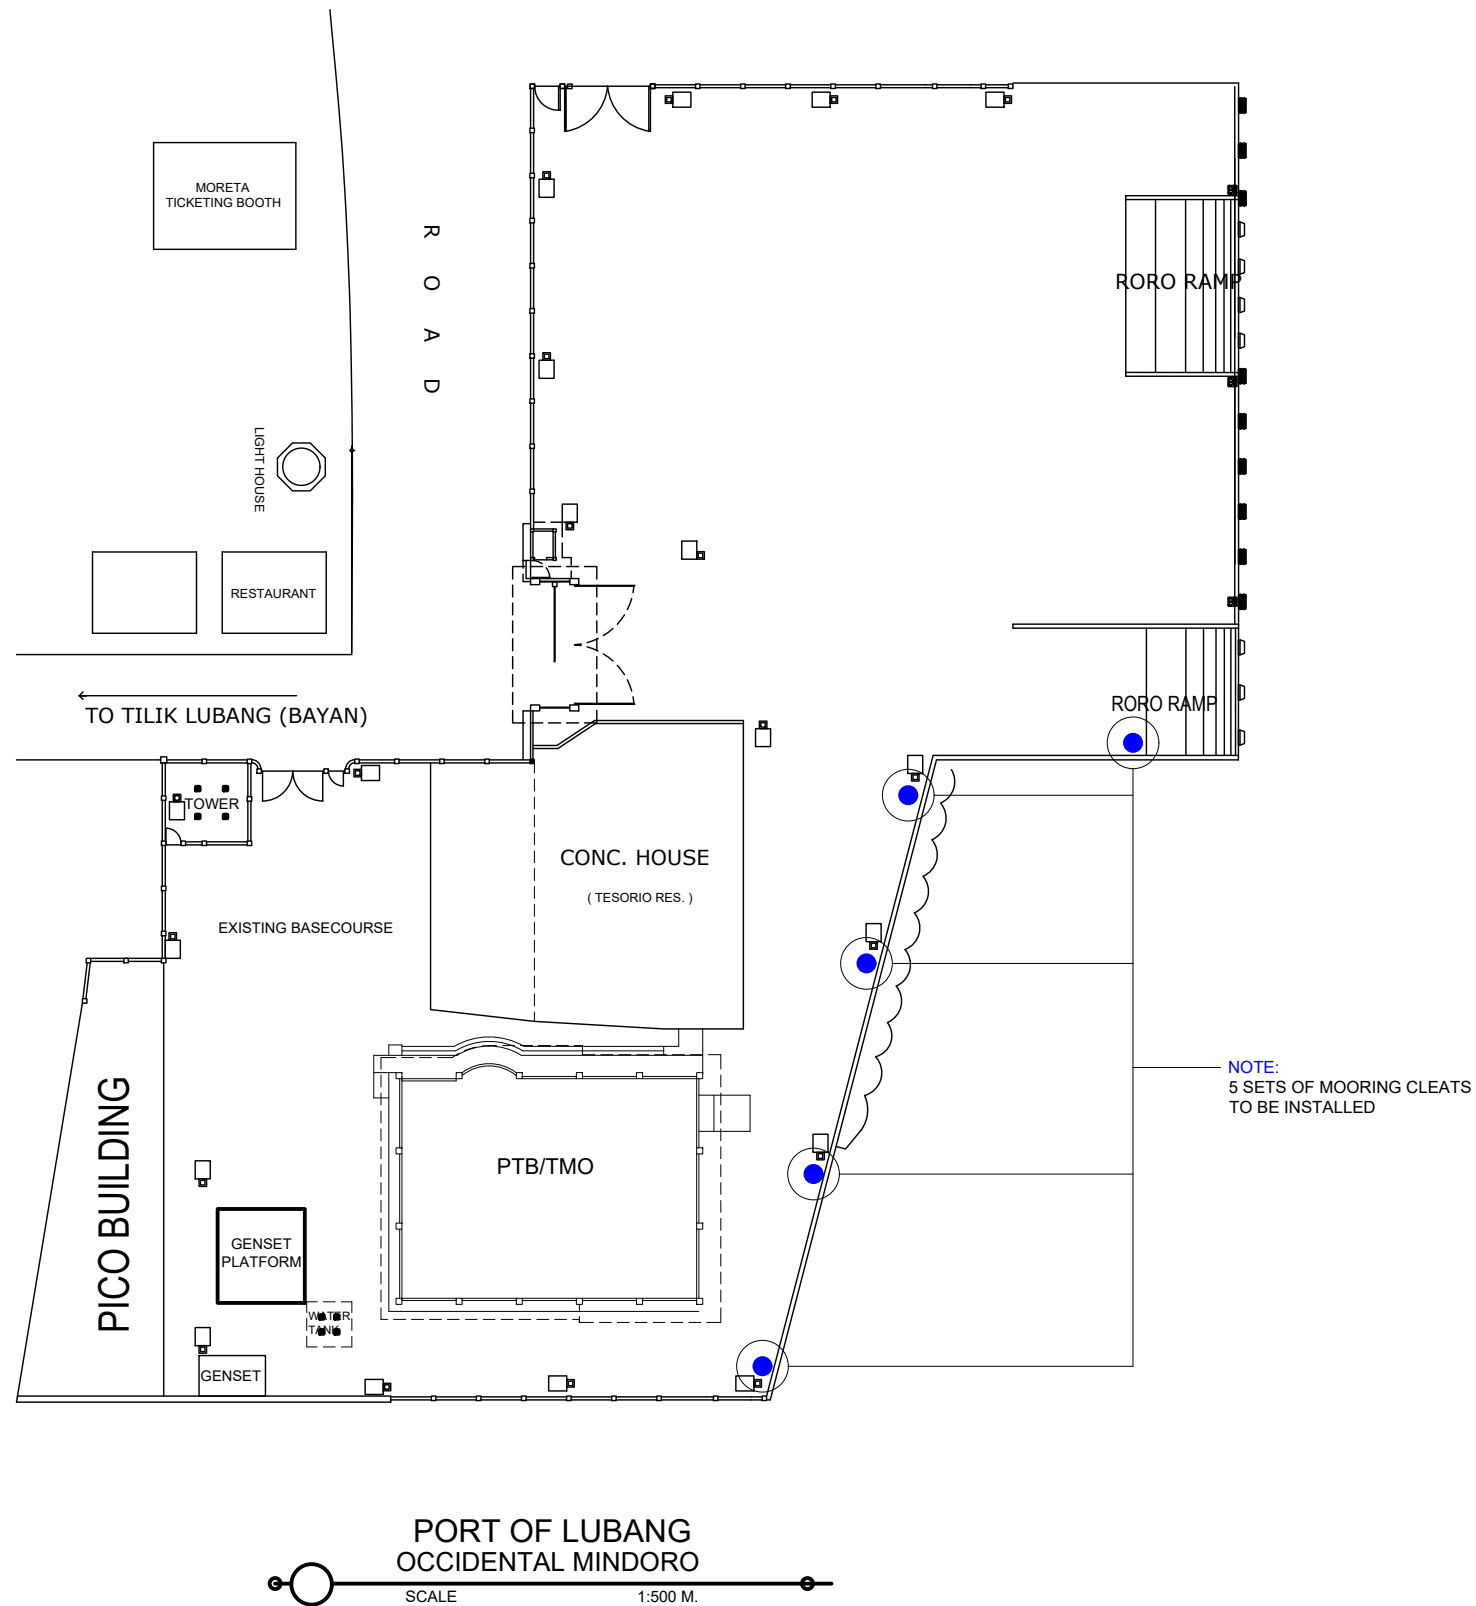 MORETA
TICKETING BOOTH
ROAD
RORO RAMP
LIGHT HOUSE
RESTAURANT
TO TILIK LUBANG (BAYAN)
RORO RAMP
TOWER
CONC. HOUSE
( TESORIO RES. )
EXISTING BASECOURSE
NOTE:
5 SETS OF MOORING CLEATS
TO BE INSTALLED
PICO BUILDING
PTB/TMO
GENSET
PLATFORM
WATER
TANK
GENSET
PORT OF LUBANG
OCCIDENTAL MINDORO
SCALE 1:500 M.